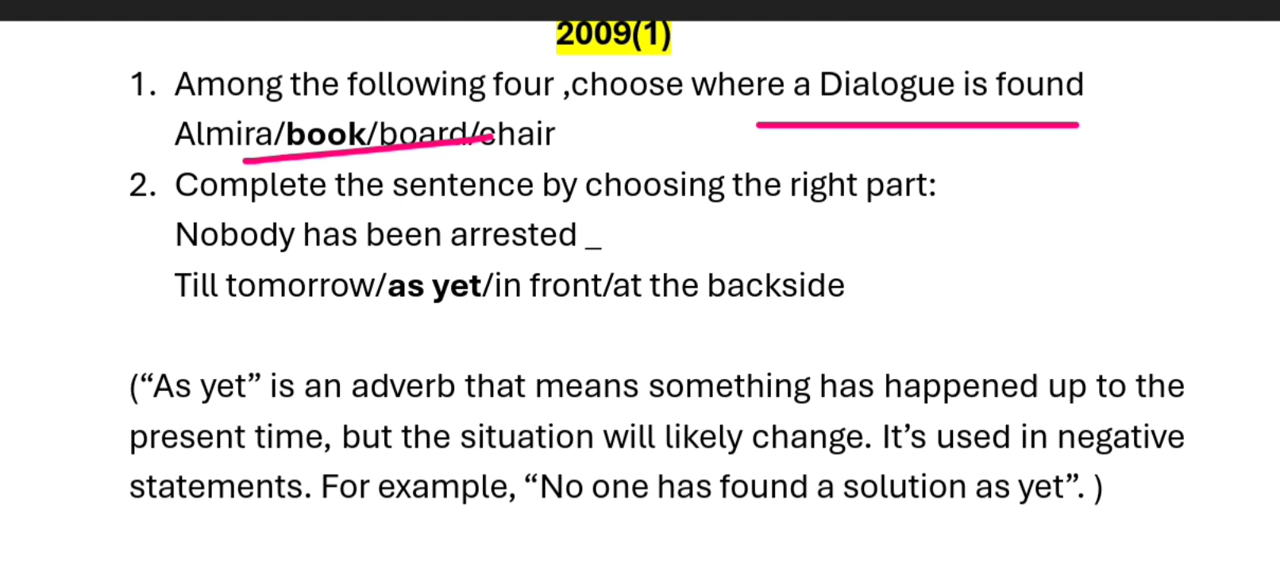 2009(1)
1. Among the following four ,choose where a Dialogue is found
Almira/book/board/chair
2. Complete the sentence by choosing the right part:
Nobody has been arrested _
Till tomorrow/as yet/in front/at the backside
(“As yet” is an adverb that means something has happened up to the
present time, but the situation will likely change. It’s used in negative
statements. For example, “No one has found a solution as yet”. )